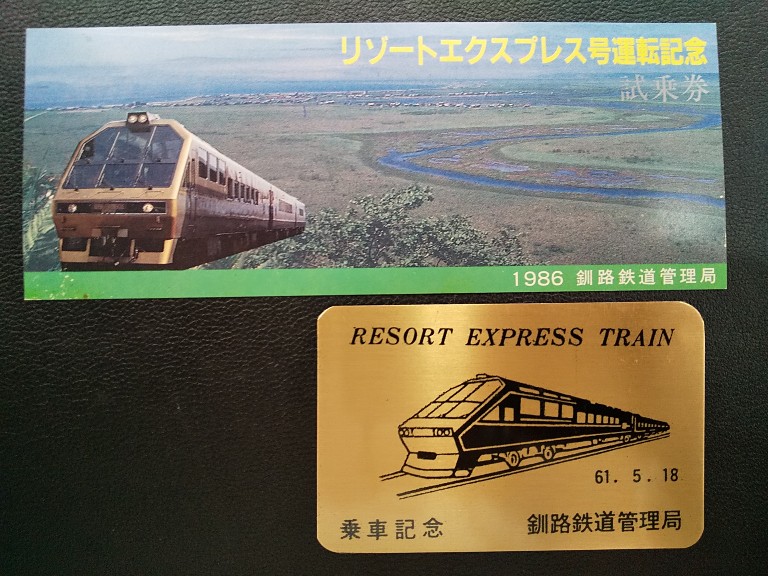 リゾートエクスプレス号運転記念
試乗券
1986 釧路鉄道管理局
RESORT EXPRESS TRAIN
61. 5. 18
乗車記念 釧路鉄道管理局